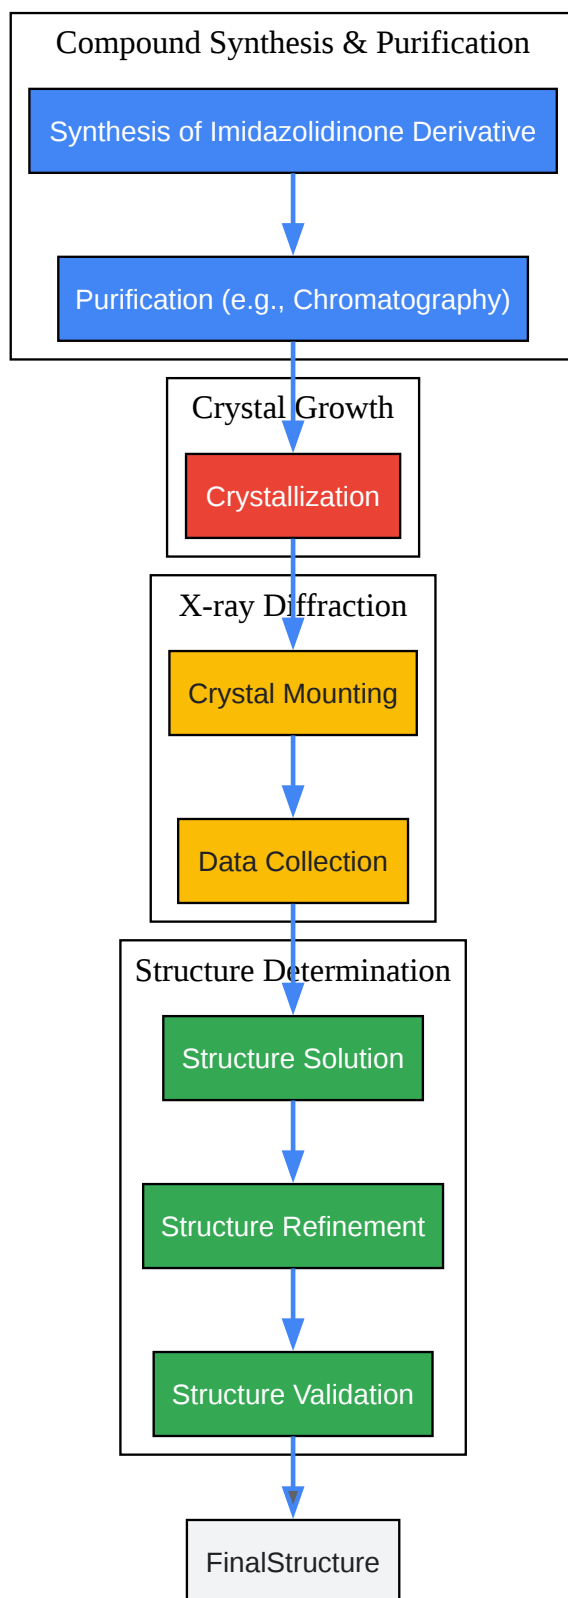 Compound Synthesis & Purification
Synthesis of Imidazolidinone Derivative
Purification (e.g., Chromatography)
Crystal Growth
Crystallization
X-ray Diffraction
Crystal Mounting
Data Collection
Structure Determination
Structure Solution
Structure Refinement
Structure Validation
FinalStructure